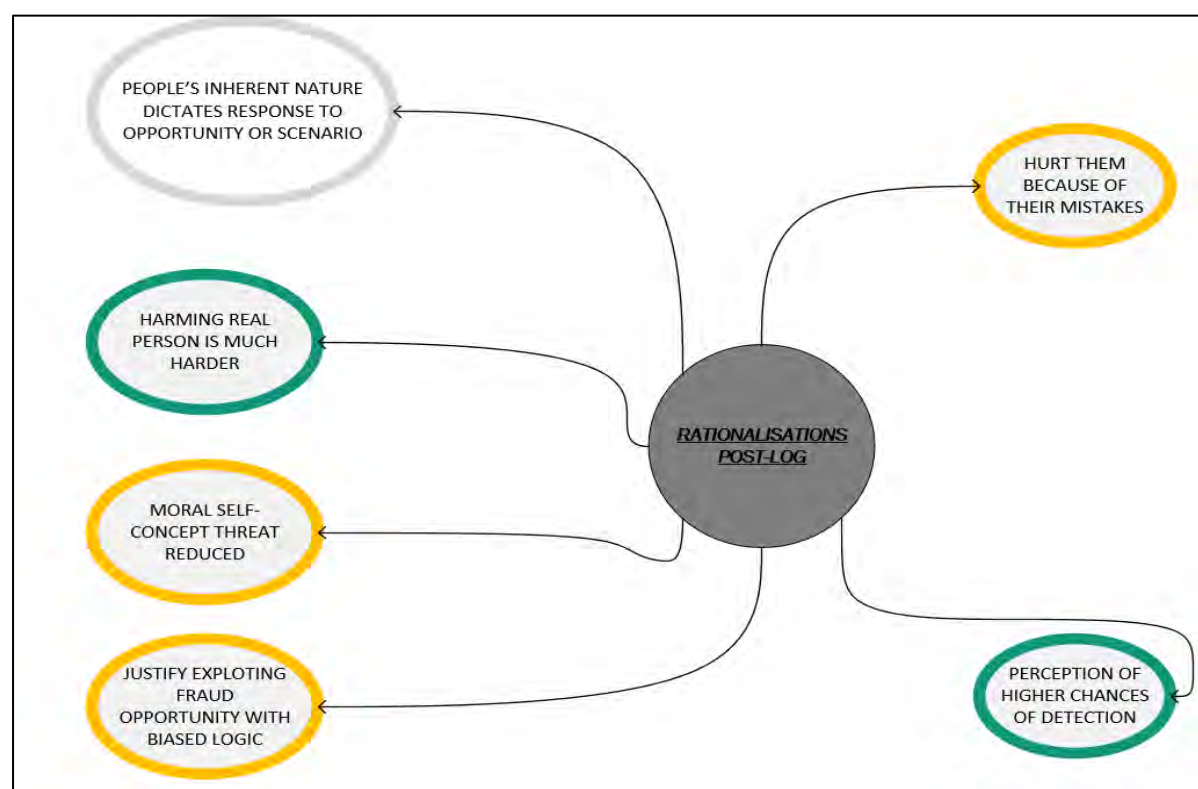 PEOPLE'S INHERENT NATURE
DICTATES RESPONSE TO
OPPORTUNITY OR SCENARIO
HURT THEM
BECAUSE OF
THEIR MISTAKES
HARMING REAL
PERSON IS MUCH
HARDER
RATIONALISATIONS
POST-LOG
MORAL SELF-
CONCEPT THREAT
REDUCED
JUSTIFY EXPLOTING
FRAUD
OPPORTUNITY WITH
BIASED LOGIC
PERCEPTION OF
HIGHER CHANCES
OF DETECTION